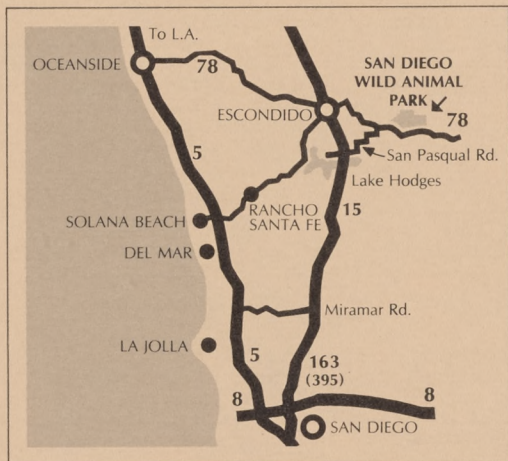 To L.A.
OCEANSIDE
78
SAN DIEGO
WILD ANIMAL
PARK
78
ESCONDIDO
5
San Pasqual Rd.
Lake Hodges
RANCHO
SANTA FE
15
SOLANA BEACH
DEL MAR
Miramar Rd.
LA JOLLA
5
163
(395)
8
8
SAN DIEGO